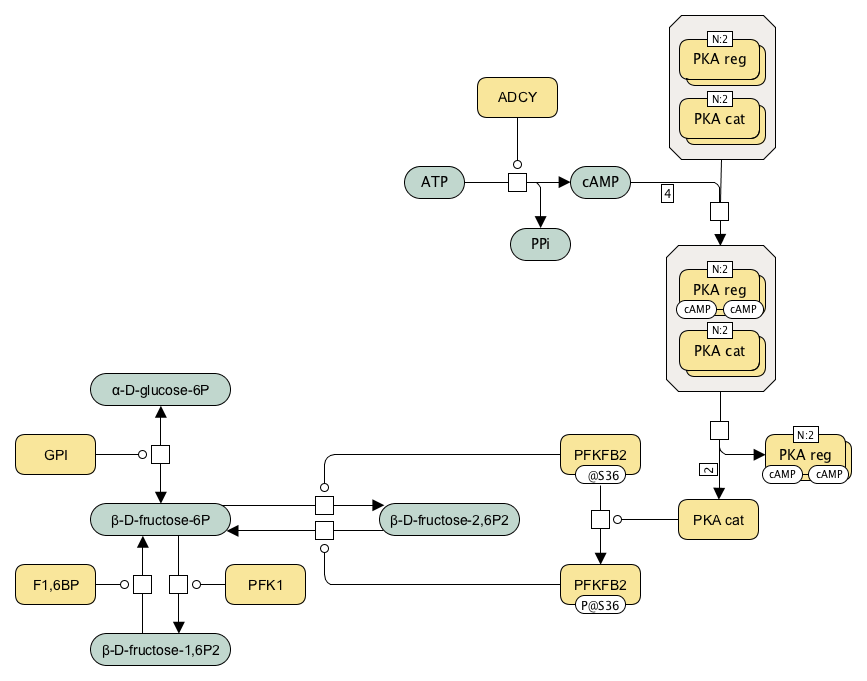 N:2
PKA reg
N:2
PKA cat
ADCY
ATP
cAMP
4
PPi
N:2
PKA reg
cAMP
cAMP
N:2
PKA cat
α-D-glucose-6P
GPI
PFKFB2
@S36
N:2
PKA reg
cAMP
cAMP
2
β-D-fructose-6P
β-D-fructose-2,6P2
PKA cat
F1,6BP
PFK1
PFKFB2
P@S36
β-D-fructose-1,6P2